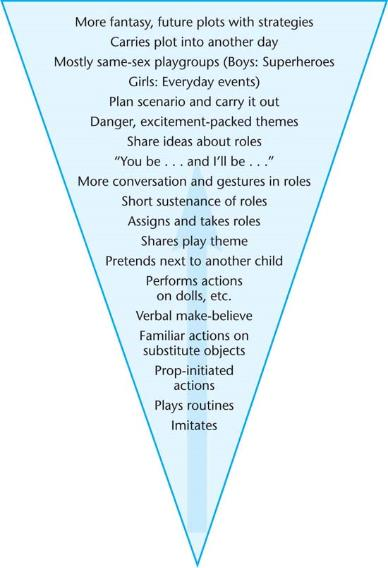 More fantasy, future plots with strategies
Carries plot into another day
Mostly same-sex playgroups (Boys: Superheroes
Girls: Everyday events)
Plan scenario and carry it out
Danger, excitement-packed themes
Share ideas about roles
“You be . . . and I’ll be . . .”
More conversation and gestures in roles
Short sustenance of roles
Assigns and takes roles
Shares play theme
Pretends next to another child
Performs actions
on dolls, etc.
Verbal make-believe
Familiar actions on
substitute objects
Prop-initiated
actions
Plays routines
Imitates